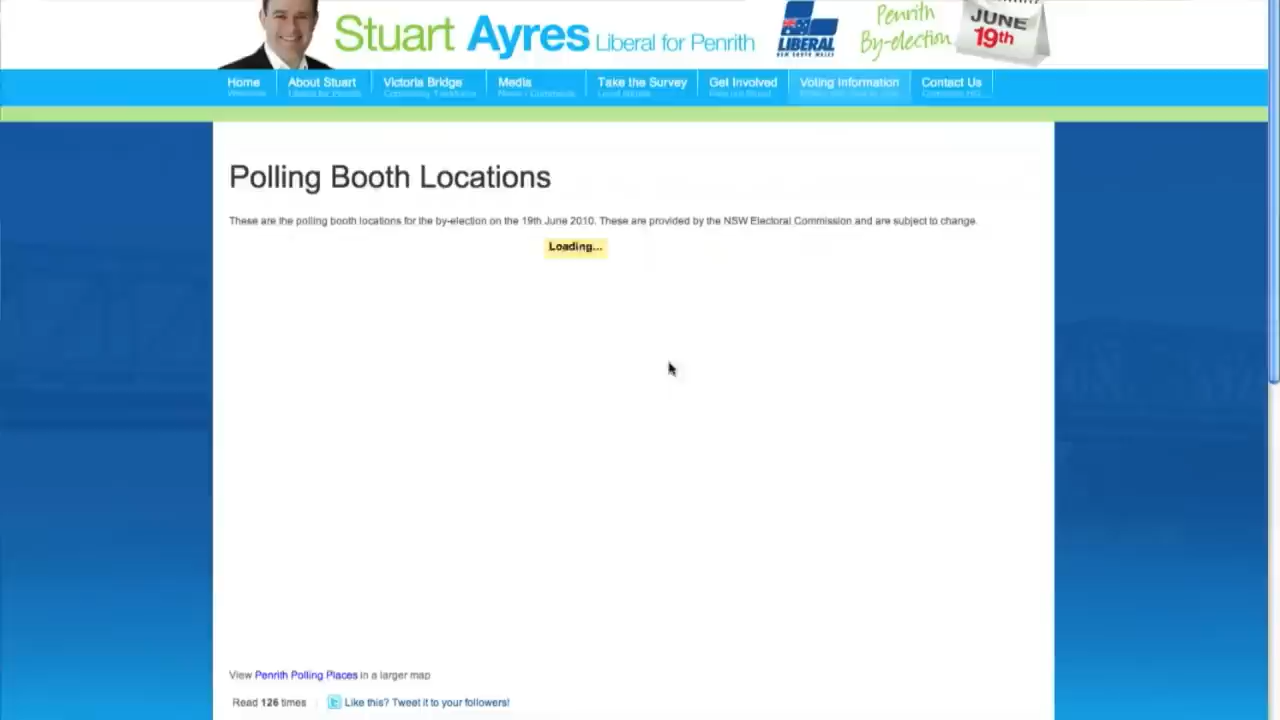 Stuart Ayres Liberal for Penrith
LIBERAL
NEW SOUTH WALES
Penrith
By-election
JUNE
19th
Home
About Stuart
Victoria Bridge
Media
Take the Survey
Get Involved
Voting Information
Contact Us
Polling Booth Locations
These are the polling booth locations for the by-election on the 19th June 2010. These are provided by the NSW Electoral Commission and are subject to change.
Loading...
View Penrith Polling Places in a larger map
Read 126 times
Like this? Tweet it to your followers!